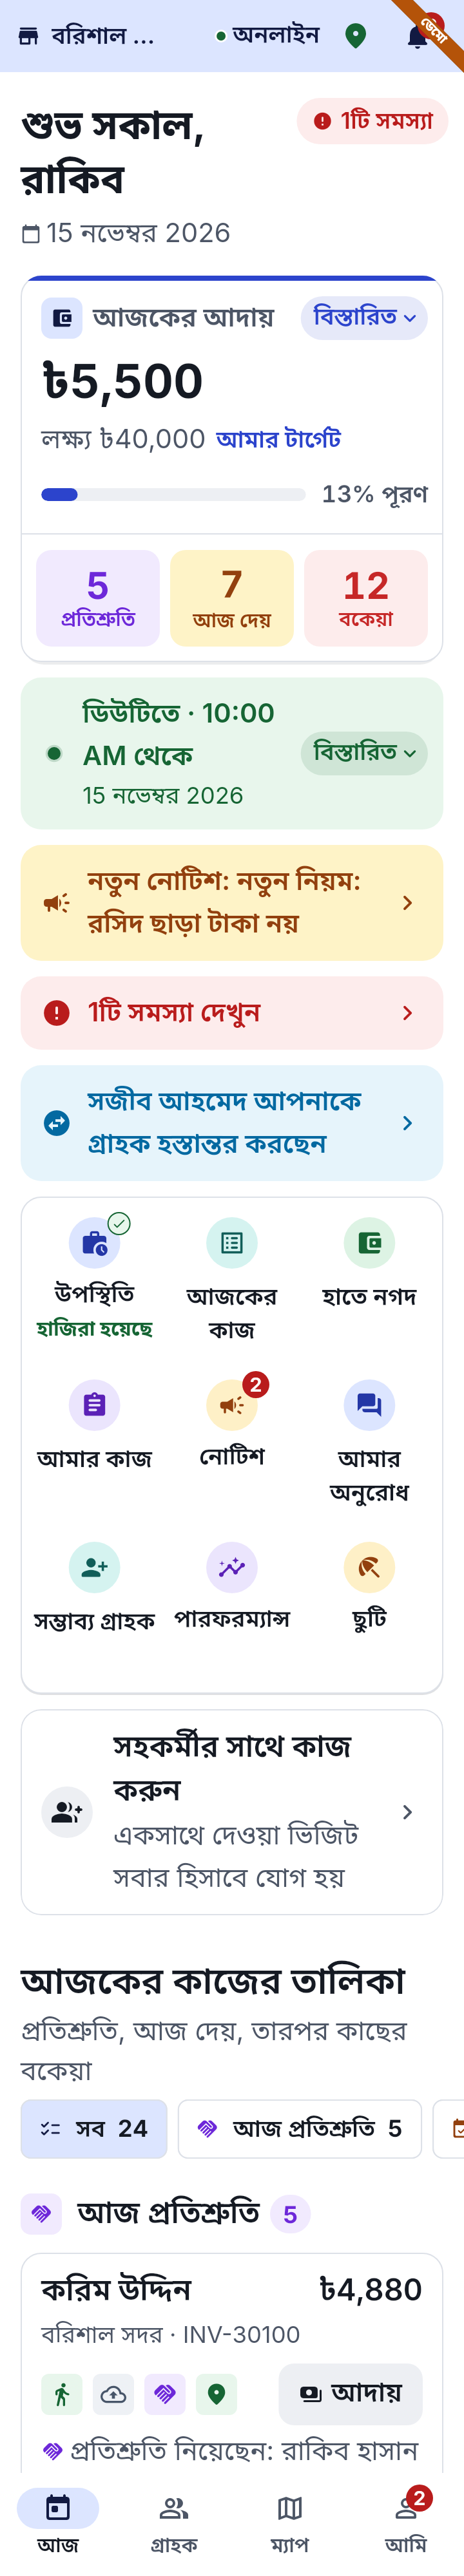 বরিশাল ...
অনলাইন
ডেমো
শুভ সকাল,
রাকিব
1টি সমস্যা
15 নভেম্বর 2026
আজকের আদায়
বিস্তারিত
৳5,500
লক্ষ্য ৳40,000 আমার টার্গেট
13% পূরণ
5
প্রতিশ্রুতি
7
আজ দেয়
12
বকেয়া
ডিউটিতে · 10:00
AM থেকে
15 নভেম্বর 2026
বিস্তারিত
নতুন নোটিশ: নতুন নিয়ম:
রসিদ ছাড়া টাকা নয়
1টি সমস্যা দেখুন
সজীব আহমেদ আপনাকে
গ্রাহক হস্তান্তর করছেন
উপস্থিতি
হাজিরা হয়েছে
আজকের
কাজ
হাতে নগদ
আমার কাজ
2
নোটিশ
আমার
অনুরোধ
সম্ভাব্য গ্রাহক
পারফরম্যান্স
ছুটি
সহকর্মীর সাথে কাজ
করুন
একসাথে দেওয়া ভিজিট
সবার হিসাবে যোগ হয়
আজকের কাজের তালিকা
প্রতিশ্রুতি, আজ দেয়, তারপর কাছের
বকেয়া
সব 24
আজ প্রতিশ্রুতি 5
আজ প্রতিশ্রুতি 5
করিম উদ্দিন
৳4,880
বরিশাল সদর · INV-30100
আদায়
প্রতিশ্রুতি নিয়েছেন: রাকিব হাসান
আজ
গ্রাহক
ম্যাপ
2
আমি